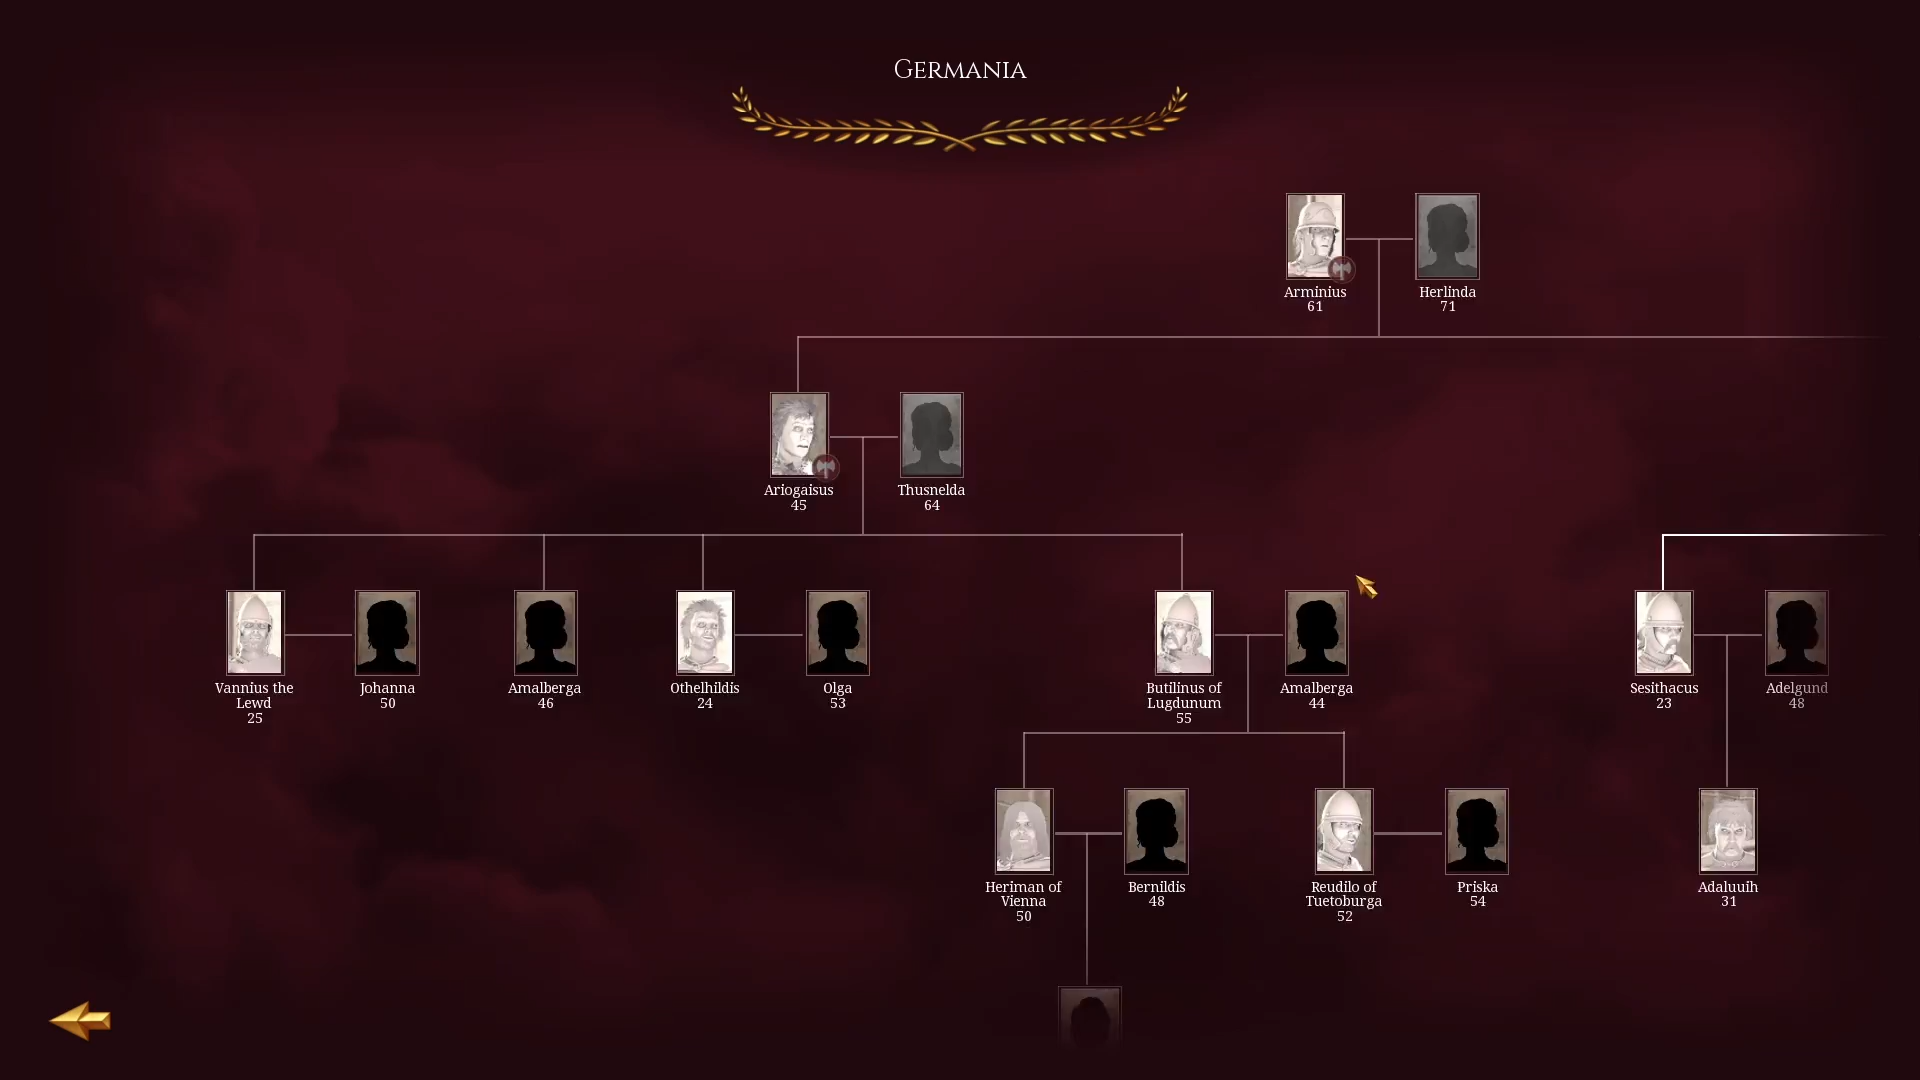 Germania
Arminius
61
Herlinda
71
Ariogaisus
45
Thusnelda
64
Vannius the
Lewd
25
Johanna
50
Amalberga
46
Othelhildis
24
Olga
53
Butilinus of
Lugdunum
55
Amalberga
44
Sesithacus
23
Adelgund
48
Heriman of
Vienna
50
Bernildis
48
Reudilo of
Tuetoburga
52
Priska
54
Adaluuih
31